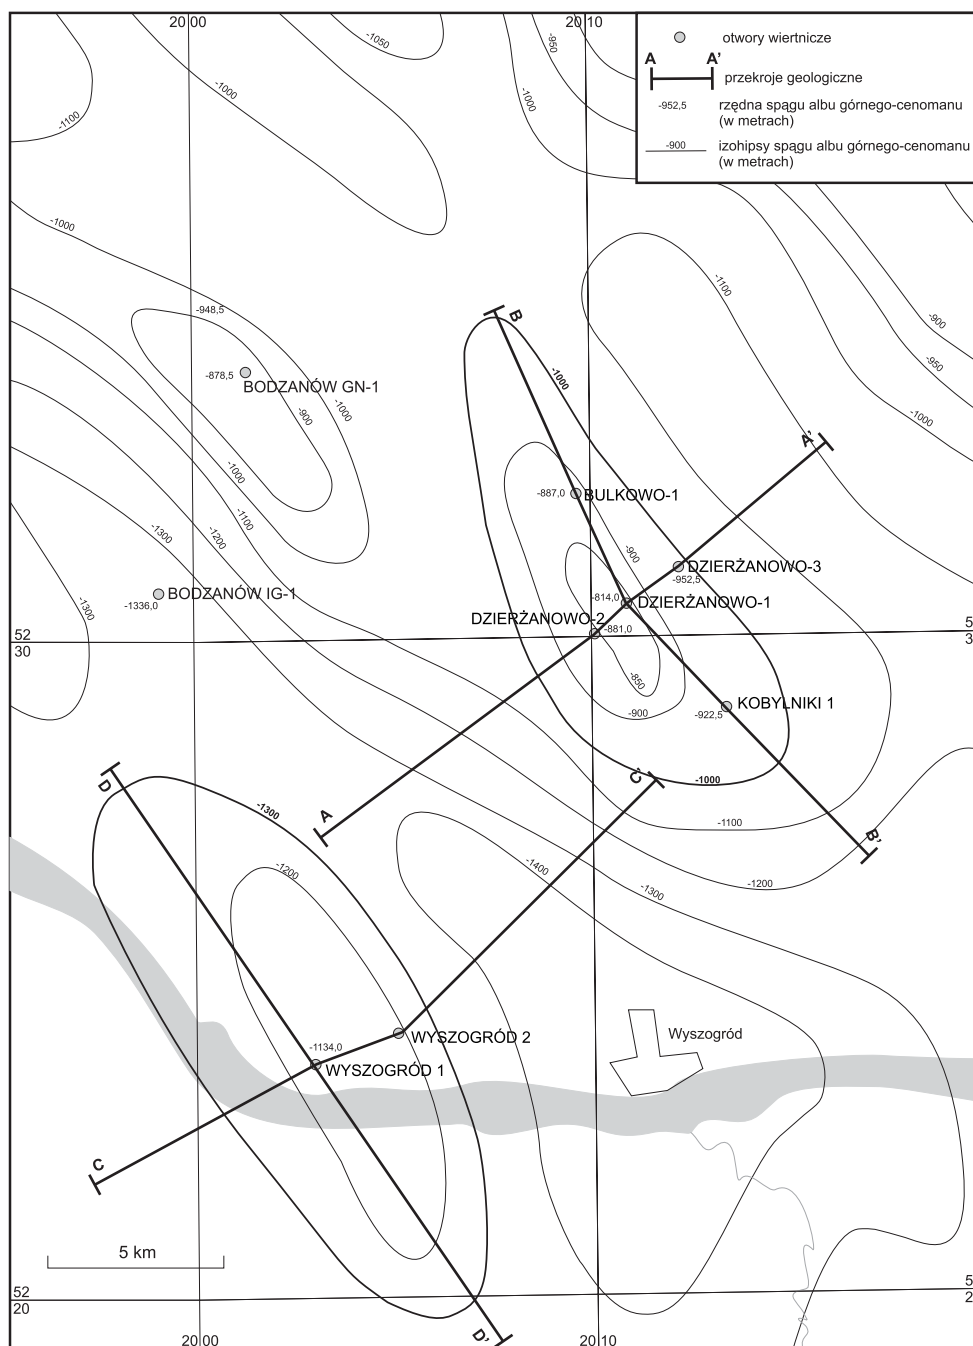 20 00
20 10
otwory wiertnicze
A
A'
przekroje geologiczne
-952,5
rzędna spągu albu górnego-cenomanu
(w metrach)
-900
izohipsy spągu albu górnego-cenomanu
(w metrach)
-1050
-950
-1000
-1000
-1100
-1000
-1100
-948,5
-878,5
BODZANÓW GN-1
-900
-1000
B
-1000
-900
-950
-1000
A'
-1000
-1100
-1200
-1300
-887,0
BULKOWO-1
-900
DZIERŻANOWO-3
-952,5
-1300
BODZANÓW IG-1
-1336,0
-814,0
DZIERŻANOWO-1
DZIERŻANOWO-2
-881,0
52
30
5
3
-850
-900
KOBYLNIKI 1
-922,5
C'
-1000
D
-1300
A
-1100
B'
-1200
-1400
-1300
-1200
-1134,0
WYSZOGRÓD 2
WYSZOGRÓD 1
Wyszogród
C
5 km
52
20
5
2
D'
20 00
20 10